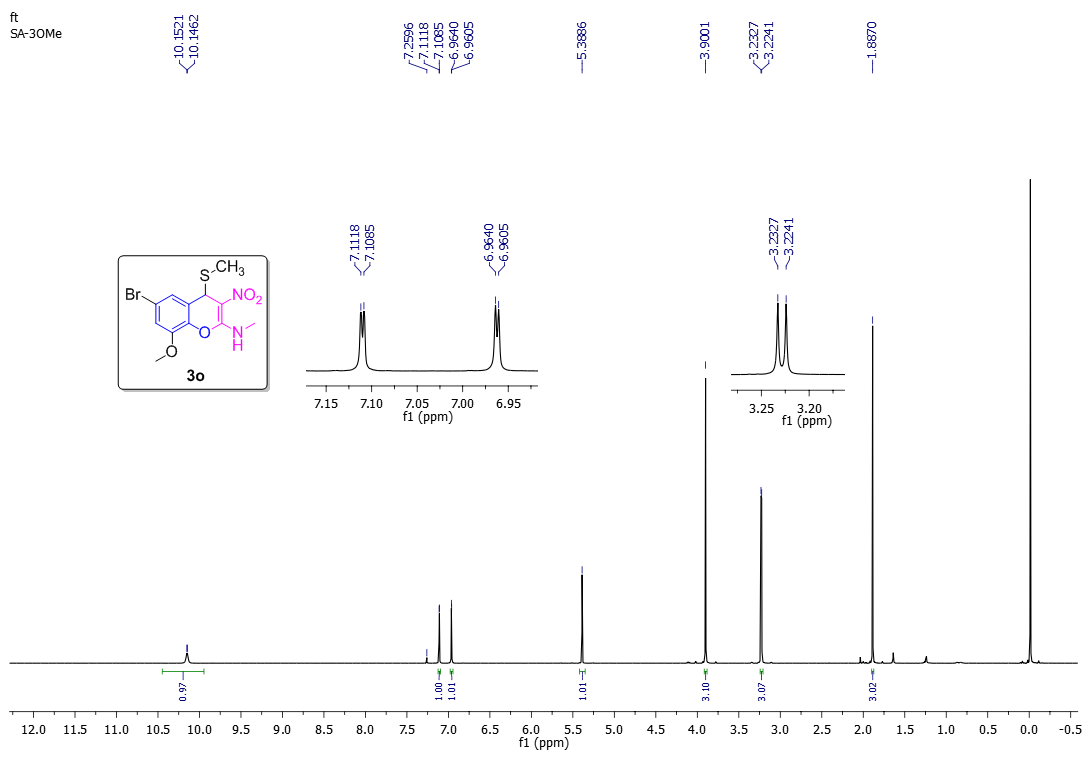 ft
SA-3OMe
10.1521
10.1462
7.2596
7.1118
7.1085
6.9640
6.9605
5.3886
3.9001
3.2327
3.2241
1.8870
7.1118
7.1085
6.9640
6.9605
3.2327
3.2241
S CH3
Br
NO2
O
NH
O
3o
7.15 7.10 7.05 7.00 6.95
f1 (ppm)
3.25 3.20
f1 (ppm)
0.97
1.00
1.01
1.01
3.10
3.07
3.02
12.0 11.5 11.0 10.5 10.0 9.5 9.0 8.5 8.0 7.5 7.0 6.5 6.0 5.5 5.0 4.5 4.0 3.5 3.0 2.5 2.0 1.5 1.0 0.5 0.0 -0.5
f1 (ppm)